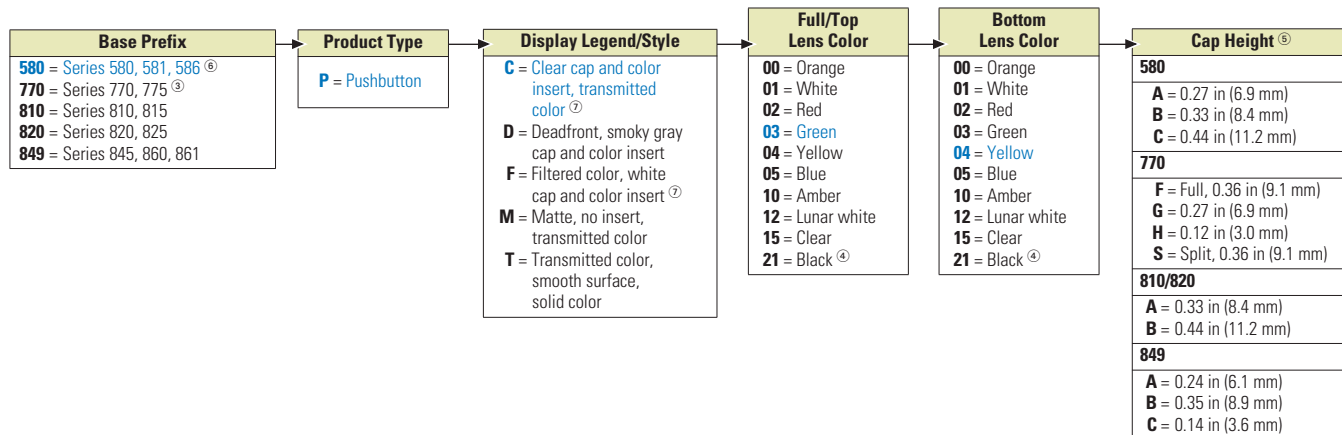 Base Prefix
580 = Series 580, 581, 586 ⑥
770 = Series 770, 775 ③
810 = Series 810, 815
820 = Series 820, 825
849 = Series 845, 860, 861
Product Type
P = Pushbutton
Display Legend/Style
C = Clear cap and color
insert, transmitted
color ⑦
D = Deadfront, smoky gray
cap and color insert
F = Filtered color, white
cap and color insert ⑦
M = Matte, no insert,
transmitted color
T = Transmitted color,
smooth surface,
solid color
Full/Top
Lens Color
00 = Orange
01 = White
02 = Red
03 = Green
04 = Yellow
05 = Blue
10 = Amber
12 = Lunar white
15 = Clear
21 = Black ④
Bottom
Lens Color
00 = Orange
01 = White
02 = Red
03 = Green
04 = Yellow
05 = Blue
10 = Amber
12 = Lunar white
15 = Clear
21 = Black ④
Cap Height ⑤
580
A = 0.27 in (6.9 mm)
B = 0.33 in (8.4 mm)
C = 0.44 in (11.2 mm)
770
F = Full, 0.36 in (9.1 mm)
G = 0.27 in (6.9 mm)
H = 0.12 in (3.0 mm)
S = Split, 0.36 in (9.1 mm)
810/820
A = 0.33 in (8.4 mm)
B = 0.44 in (11.2 mm)
849
A = 0.24 in (6.1 mm)
B = 0.35 in (8.9 mm)
C = 0.14 in (3.6 mm)